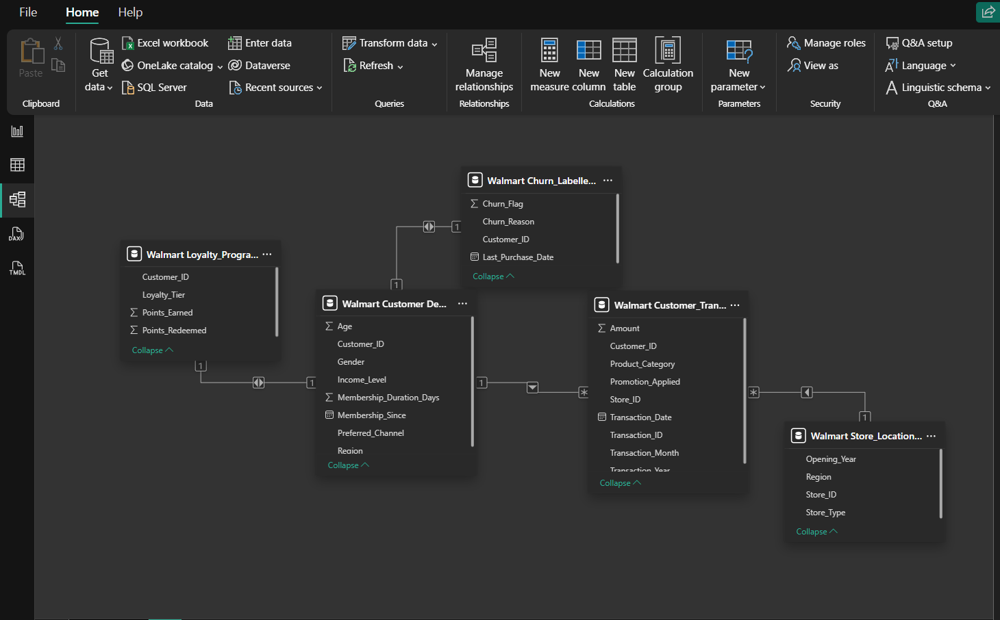 File
Home
Help
Paste
Clipboard
Get
data
Excel workbook
OneLake catalog
SQL Server
Enter data
Dataverse
Recent sources
Data
Transform data
Refresh
Queries
Manage
relationships
Relationships
New
measure
New
column
New
table
Calculation
group
Calculations
New
parameter
Parameters
Manage roles
View as
Security
Q&A setup
Language
Linguistic schema
Q&A
DAX
TMDL
Walmart Churn_Labelle...
Churn_Flag
Churn_Reason
Customer_ID
Last_Purchase_Date
Collapse
1
1
Walmart Loyalty_Progra...
Customer_ID
Loyalty_Tier
Points_Earned
Points_Redeemed
Collapse
1
1
Walmart Customer De...
Age
Customer_ID
Gender
Income_Level
Membership_Duration_Days
Membership_Since
Preferred_Channel
Region
Collapse
1
*
Walmart Customer_Tran...
Amount
Customer_ID
Product_Category
Promotion_Applied
Store_ID
Transaction_Date
Transaction_ID
Transaction_Month
Transaction_Year
Collapse
*
1
Walmart Store_Location...
Opening_Year
Region
Store_ID
Store_Type
Collapse